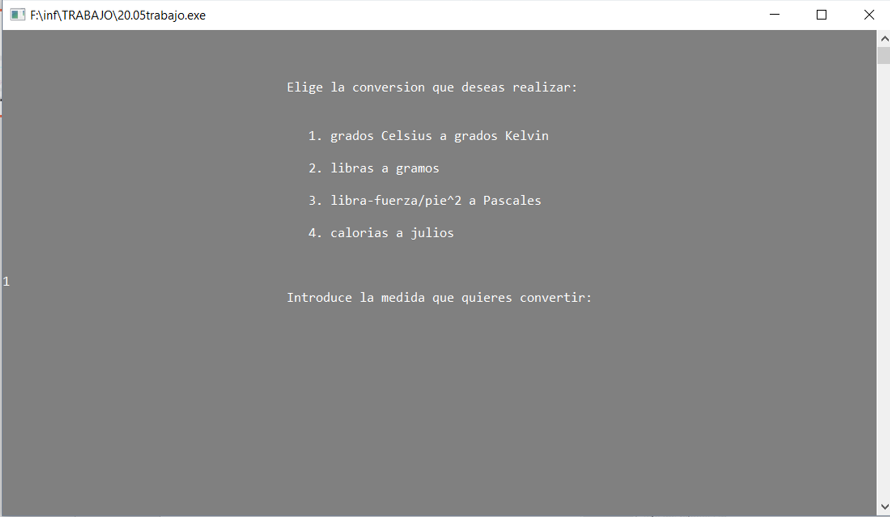 F:\inf\TRABAJO\20.05trabajo.exe
Elige la conversion que deseas realizar:
1. grados Celsius a grados Kelvin
2. libras a gramos
3. libra-fuerza/pie^2 a Pascales
4. calorias a julios
1
Introduce la medida que quieres convertir: